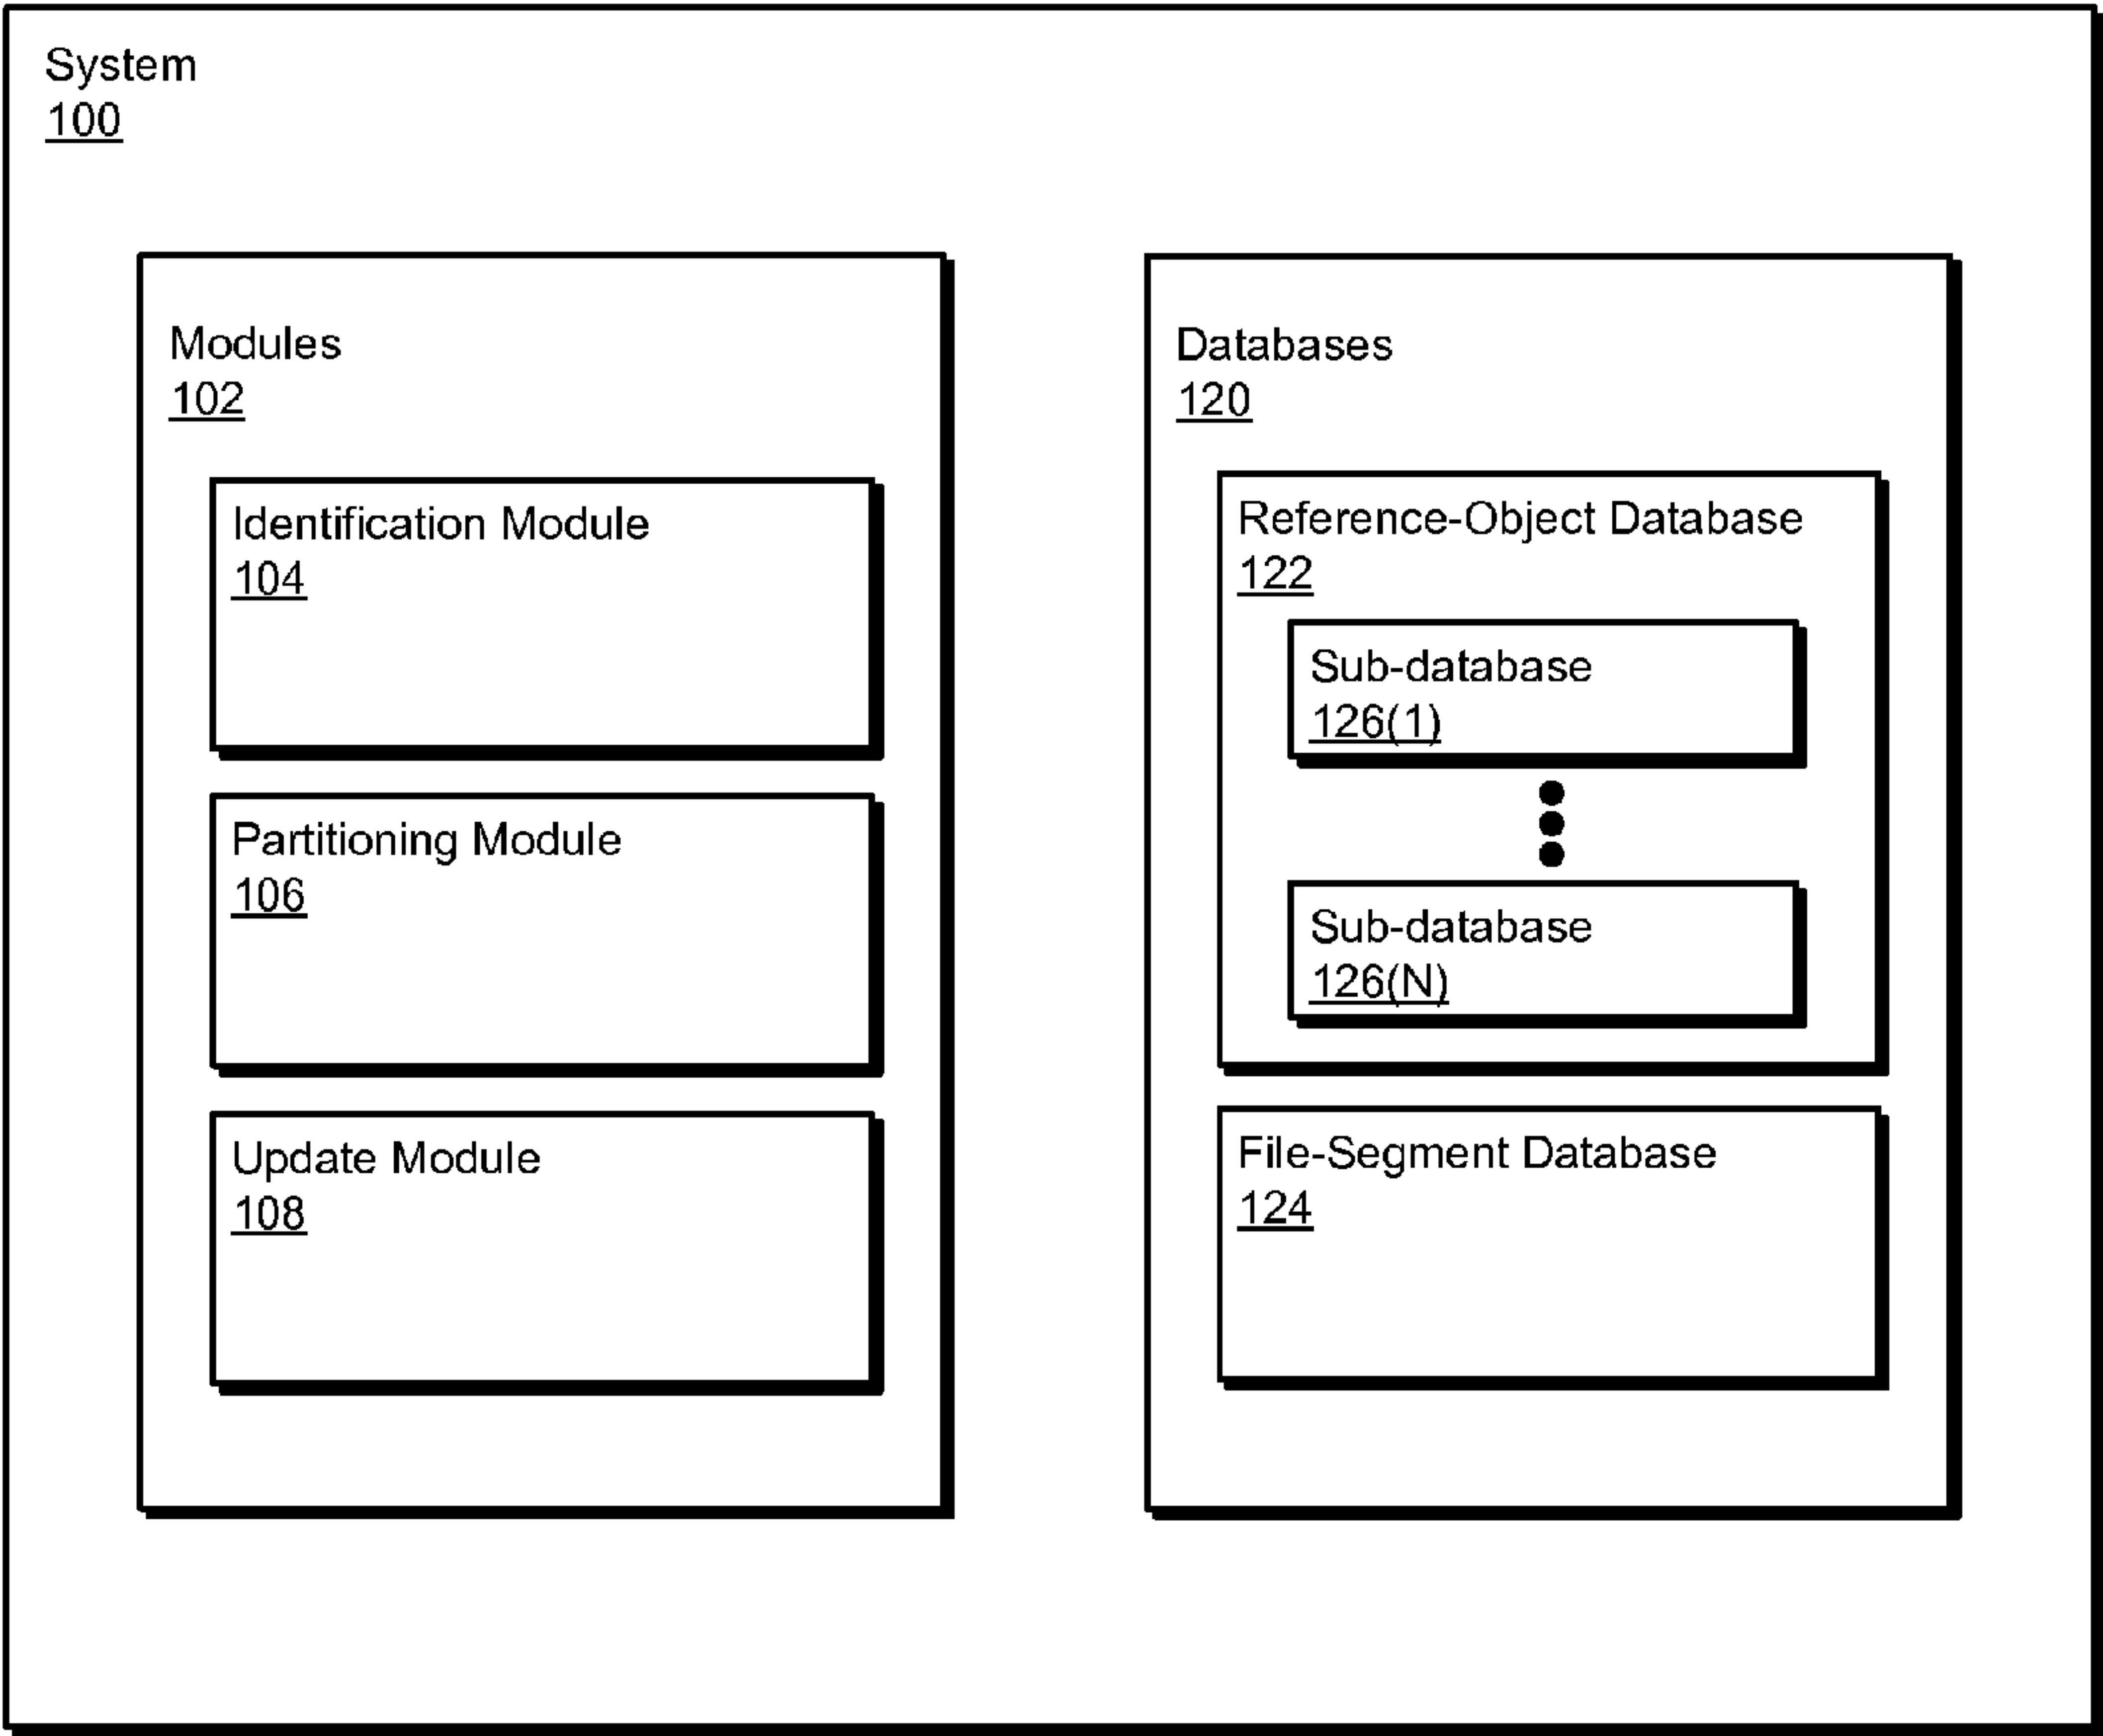 System
100
Modules
102
Identification Module
104
Partitioning Module
106
Update Module
108
Databases
120
Reference-Object Database
122
Sub-database
126(1)
Sub-database
126(N)
File-Segment Database
124